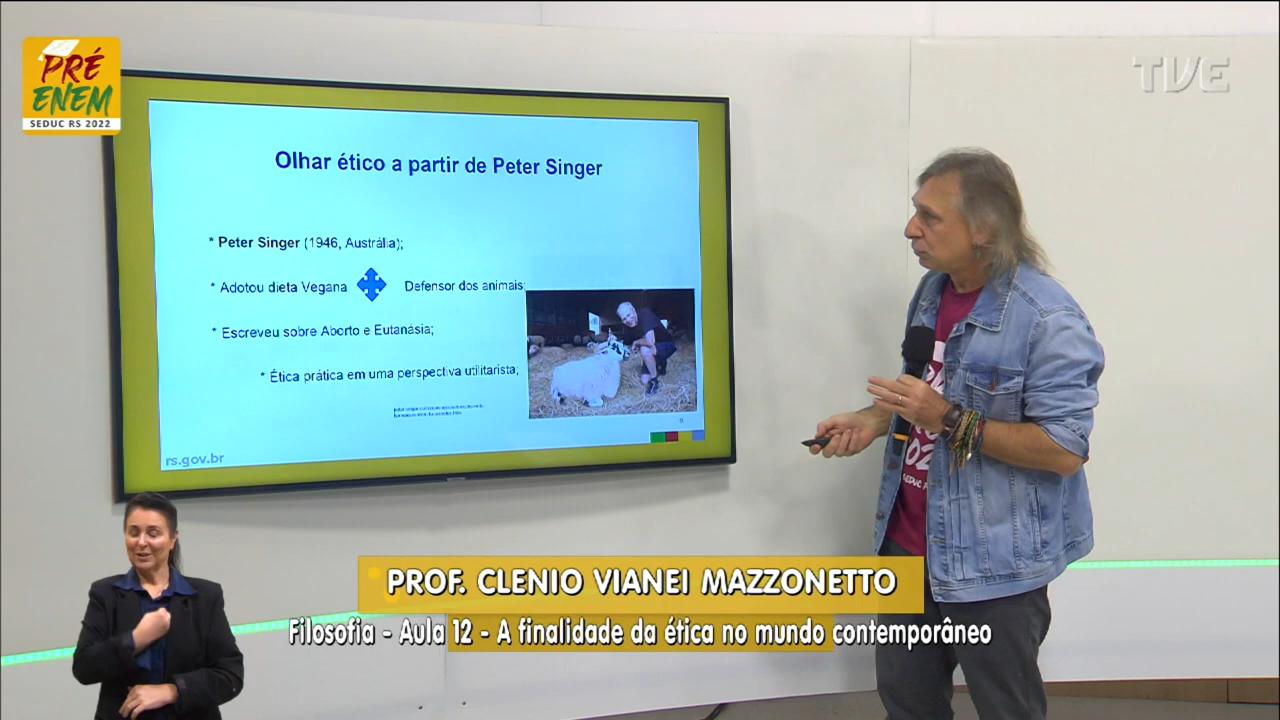 PRÉ
ENEM
SEDUC RS 2022
TVE
Olhar ético a partir de Peter Singer
* Peter Singer (1946, Austrália);
* Adotou dieta Vegana
Defensor dos animais;
* Escreveu sobre Aborto e Eutanásia;
* Ética prática em uma perspectiva utilitarista;
9
rs.gov.br
SEDUC
PROF. CLENIO VIANEI MAZZONETTO
Filosofia - Aula 12 - A finalidade da ética no mundo contemporâneo